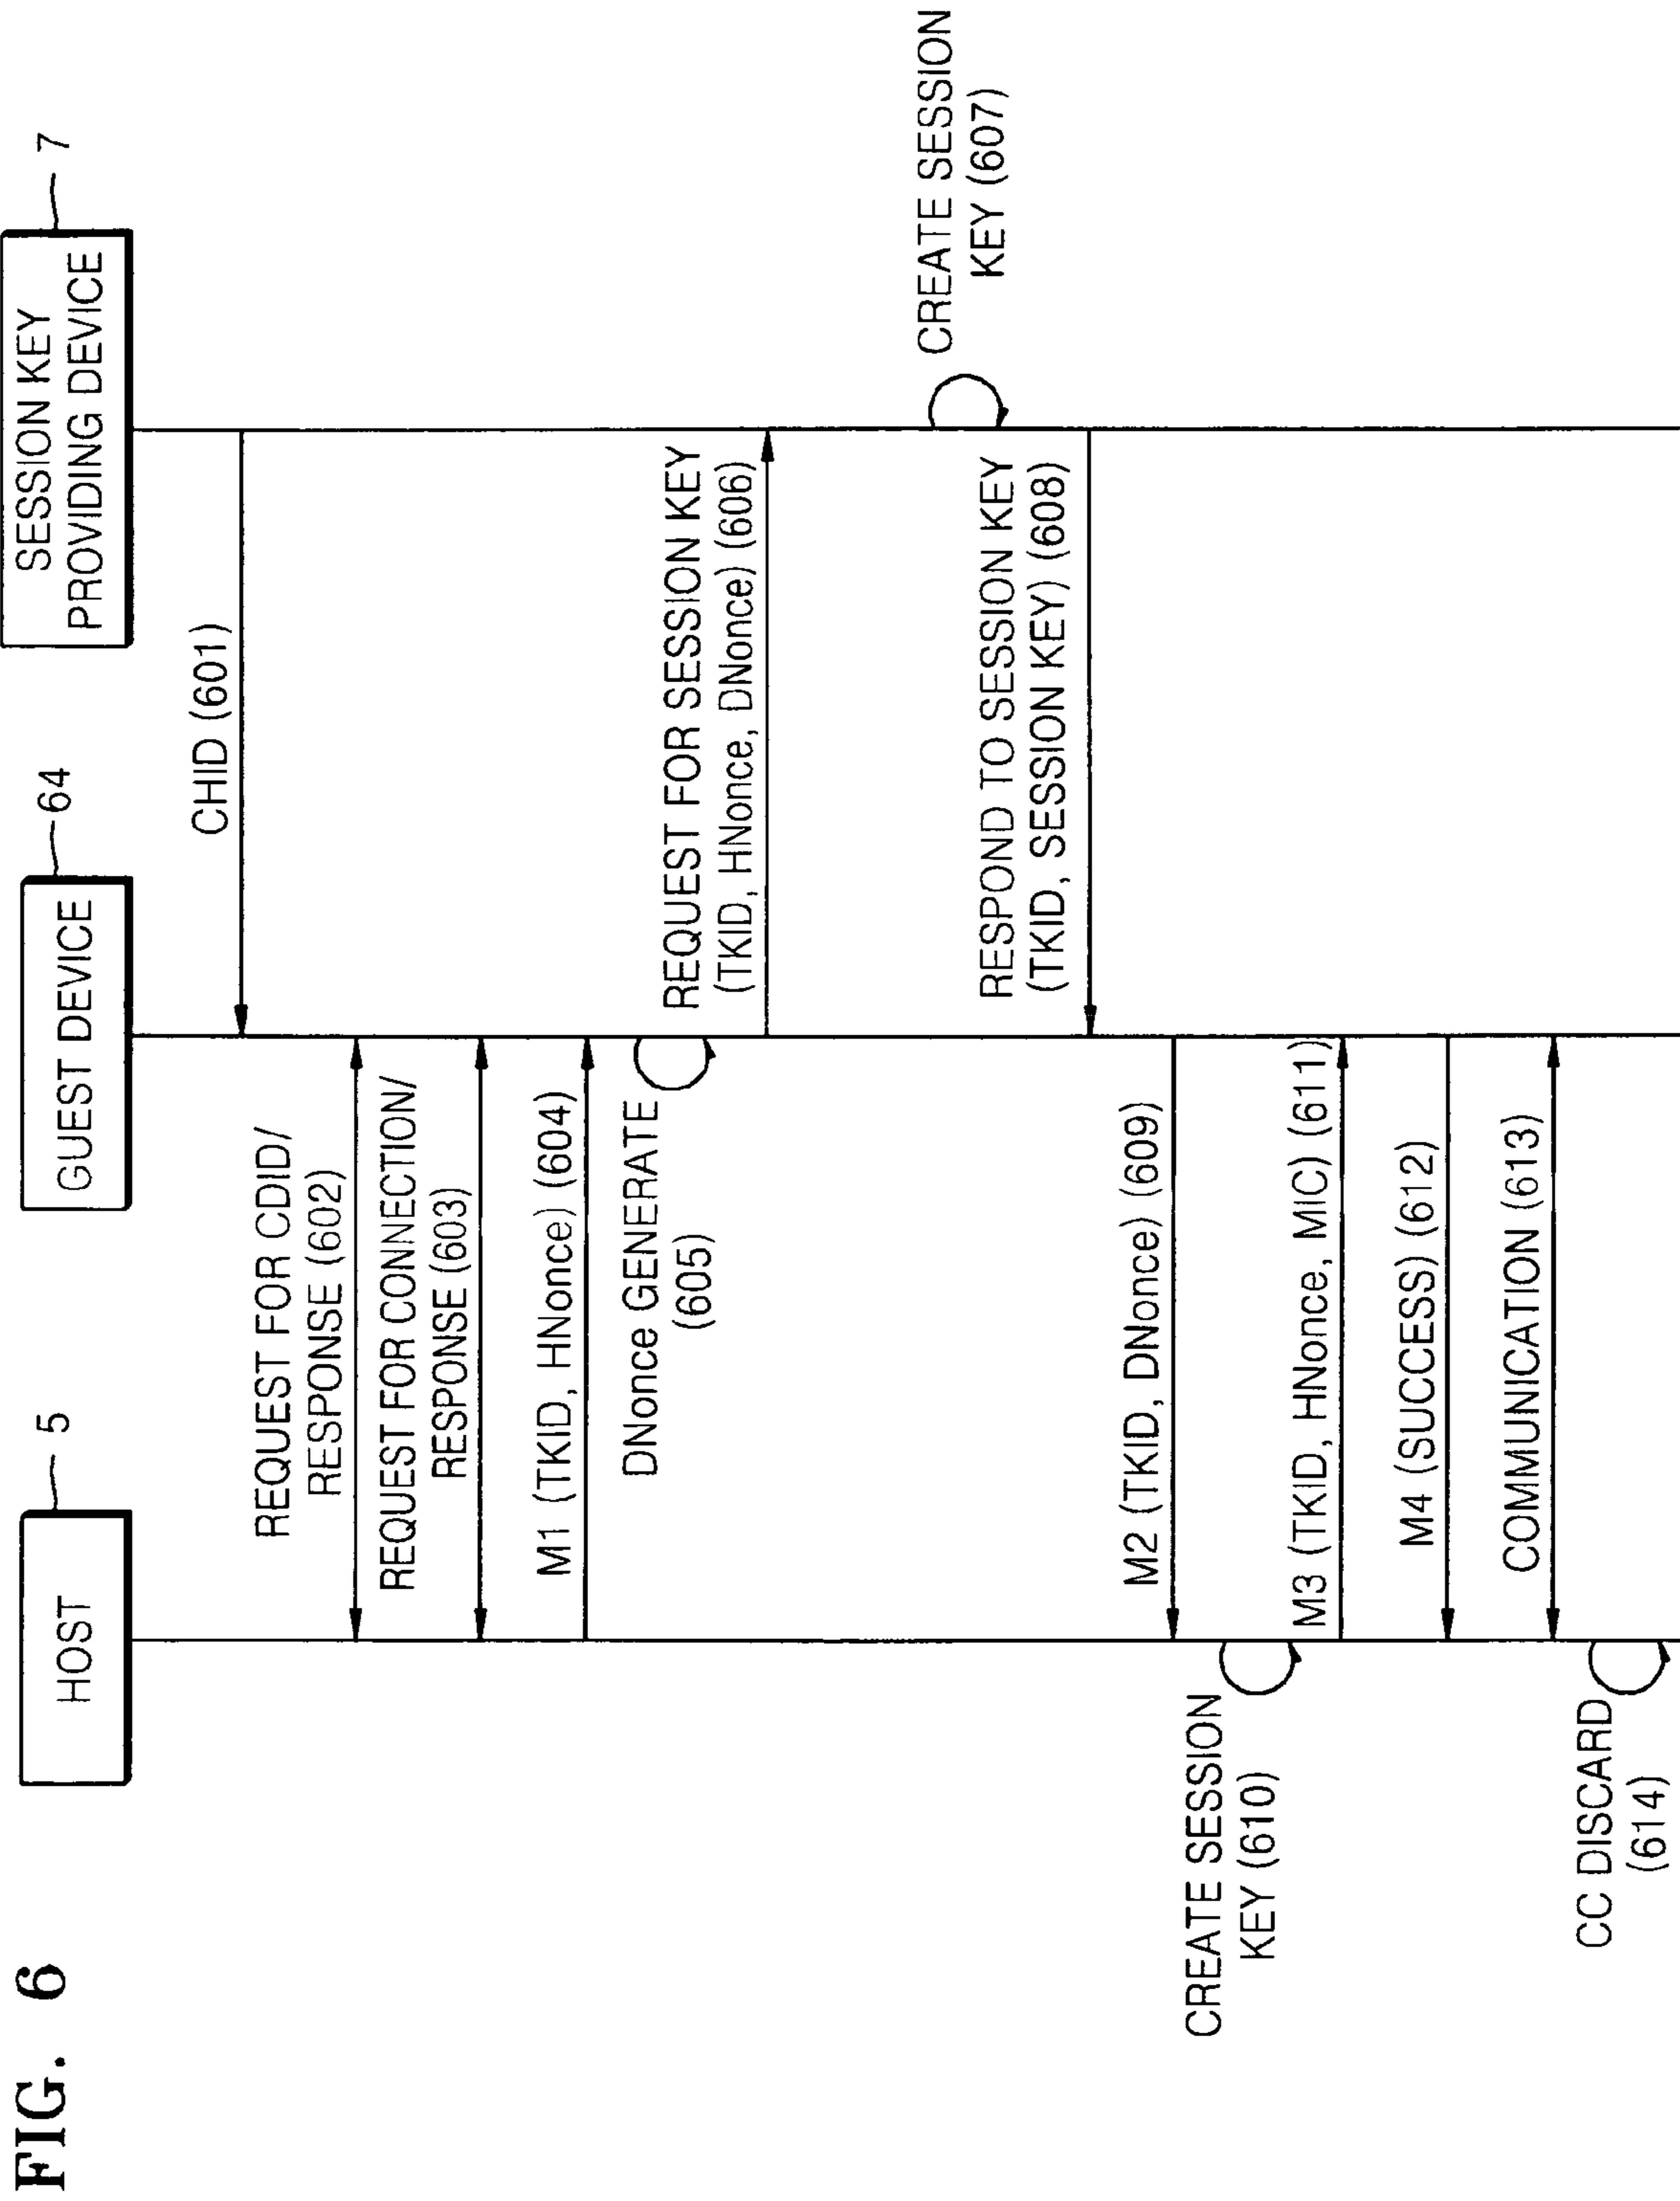 FIG. 6
HOST
5
GUEST DEVICE
64
SESSION KEY
PROVIDING DEVICE
7
CHID (601)
REQUEST FOR CDID/
RESPONSE (602)
REQUEST FOR CONNECTION/
RESPONSE (603)
M1 (TKID, HNonce) (604)
DNonce GENERATE
(605)
REQUEST FOR SESSION KEY
(TKID, HNonce, DNonce) (606)
CREATE SESSION
KEY (607)
RESPOND TO SESSION KEY
(TKID, SESSION KEY) (608)
M2 (TKID, DNonce) (609)
CREATE SESSION
KEY (610)
M3 (TKID, HNonce, MIC) (611)
M4 (SUCCESS) (612)
COMMUNICATION (613)
CC DISCARD
(614)